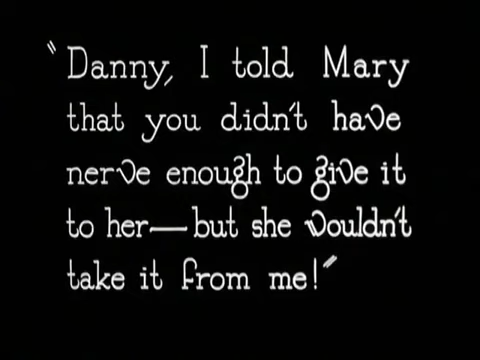 "Danny, I told Mary
that you didn't have
nerve enough to give it
to her—but she wouldn't
take it from me!"